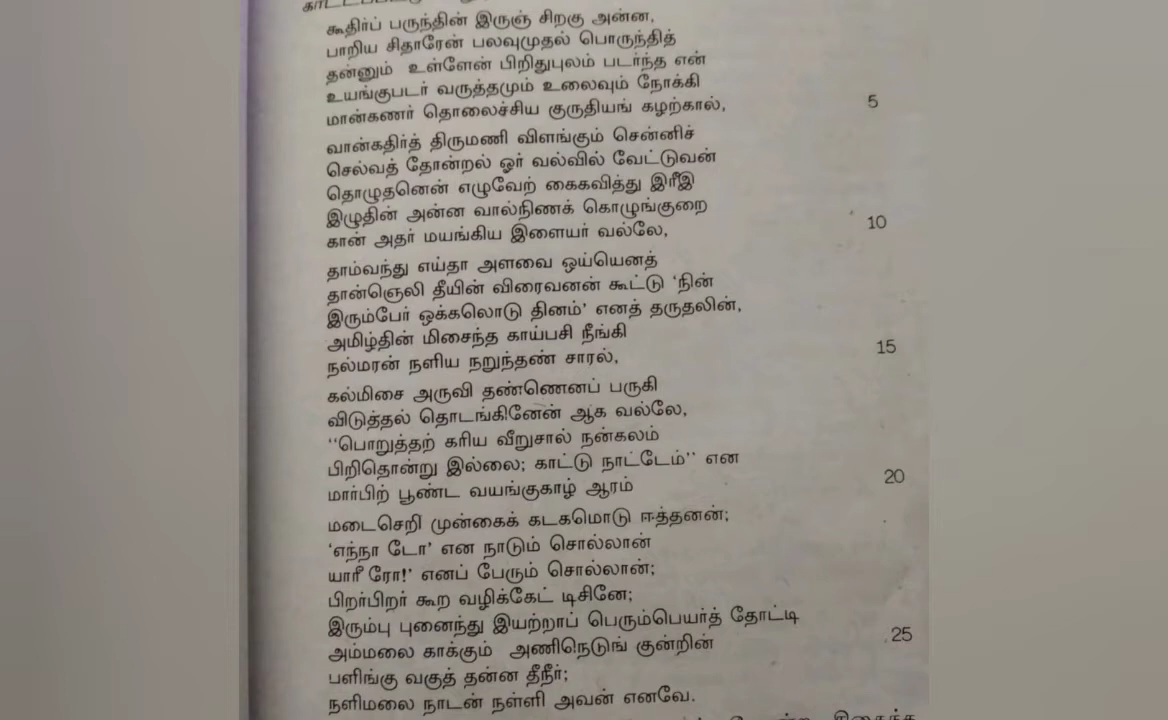 கூதிர்ப் பருந்தின் இருஞ் சிறகு அன்ன,
பாறிய சிதாரேன் பலவுமுதல் பொருந்தித்
தன்னும் உள்ளேன் பிறிதுபுலம் படர்ந்த என்
உயங்குபடர் வருத்தமும் உலைவும் நோக்கி
மான்கணர் தொலைச்சிய குருதியங் கழற்கால், 5
வான்கதிர்த் திருமணி விளங்கும் சென்னிச்
செல்வத் தோன்றல் ஓர் வல்வில் வேட்டுவன்
தொழுதனென் எழுவேற் கைகவித்து இரீஇ
இழுதின் அன்ன வால்நிணக் கொழுங்குறை
கான் அதர் மயங்கிய இளையர் வல்லே, 10
தாம்வந்து எய்தா அளவை ஒய்யெனத்
தான்ஞெலி தீயின் விரைவனன் கூட்டு 'நின்
இரும்பேர் ஒக்கலொடு தினம்' எனத் தருதலின்,
அமிழ்தின் மிசைந்த காய்பசி நீங்கி
நல்மரன் நளிய நறுந்தண் சாரல், 15
கல்மிசை அருவி தண்ணெனப் பருகி
விடுத்தல் தொடங்கினேன் ஆக வல்லே,
"பொறுத்தற் கரிய வீறுசால் நன்கலம்
பிறிதொன்று இல்லை; காட்டு நாட்டேம்" என
மார்பிற் பூண்ட வயங்குகாழ் ஆரம் 20
மடைசெறி முன்கைக் கடகமொடு ஈத்தனன்;
'எந்நா டோ' என நாடும் சொல்லான்
யாரீ ரோ!' எனப் பேரும் சொல்லான்;
பிறர்பிறர் கூற வழிக்கேட் டிசினே;
இரும்பு புனைந்து இயற்றாப் பெரும்பெயர்த் தோட்டி 25
அம்மலை காக்கும் அணிநெடுங் குன்றின்
பளிங்கு வகுத் தன்ன தீநீர்;
நளிமலை நாடன் நள்ளி அவன் எனவே.